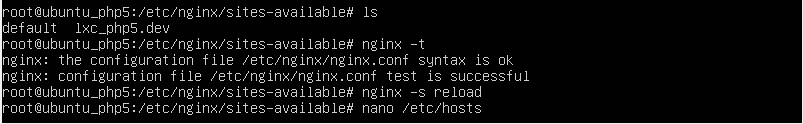 root@ubuntu_php5:/etc/nginx/sites-available# ls
default  lxc_php5.dev
root@ubuntu_php5:/etc/nginx/sites-available# nginx -t
nginx: the configuration file /etc/nginx/nginx.conf syntax is ok
nginx: configuration file /etc/nginx/nginx.conf test is successful
root@ubuntu_php5:/etc/nginx/sites-available# nginx -s reload
root@ubuntu_php5:/etc/nginx/sites-available# nano /etc/hosts